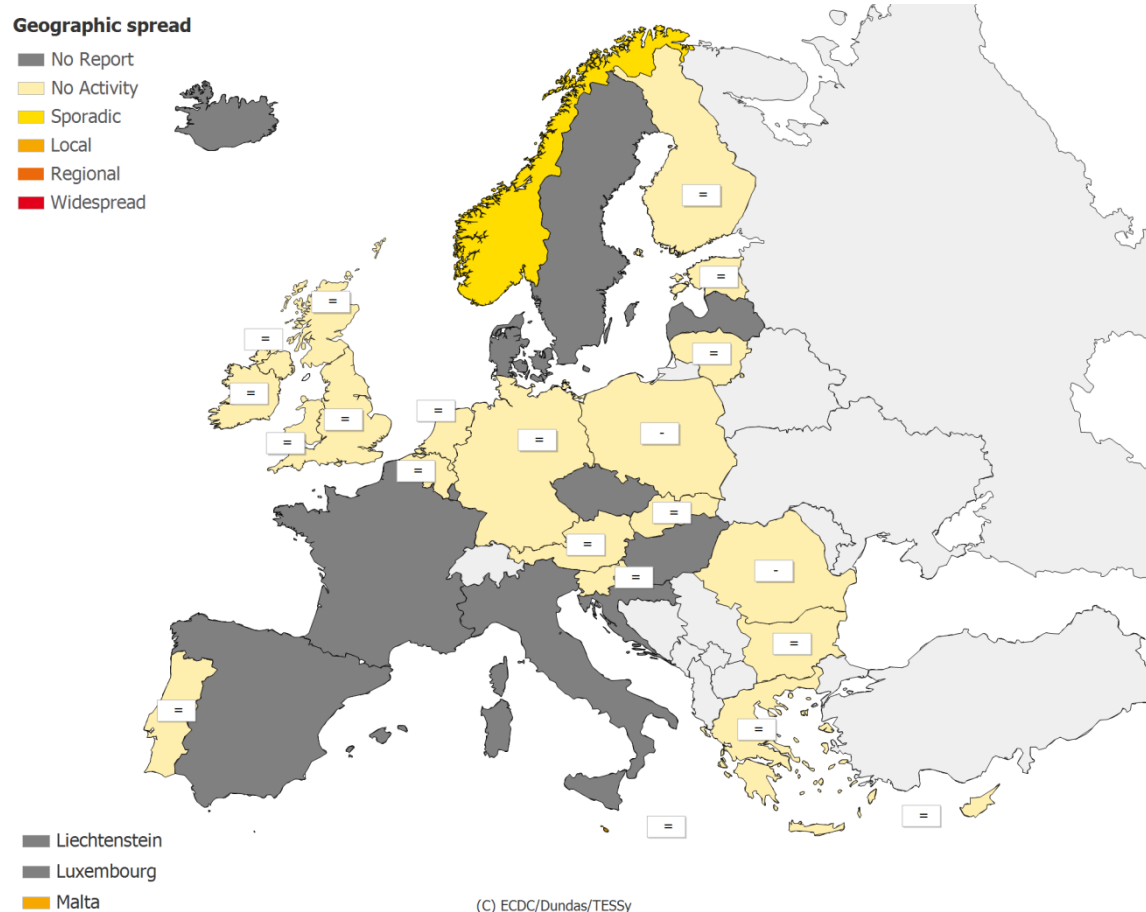 Geographic spread
No Report
No Activity
Sporadic
Local
Regional
Widespread
=
=
=
=
=
=
=
=
=
=
=
-
=
=
=
-
=
=
=
=
=
Liechtenstein
Luxembourg
Malta
(C) ECDC/Dundas/TESSy